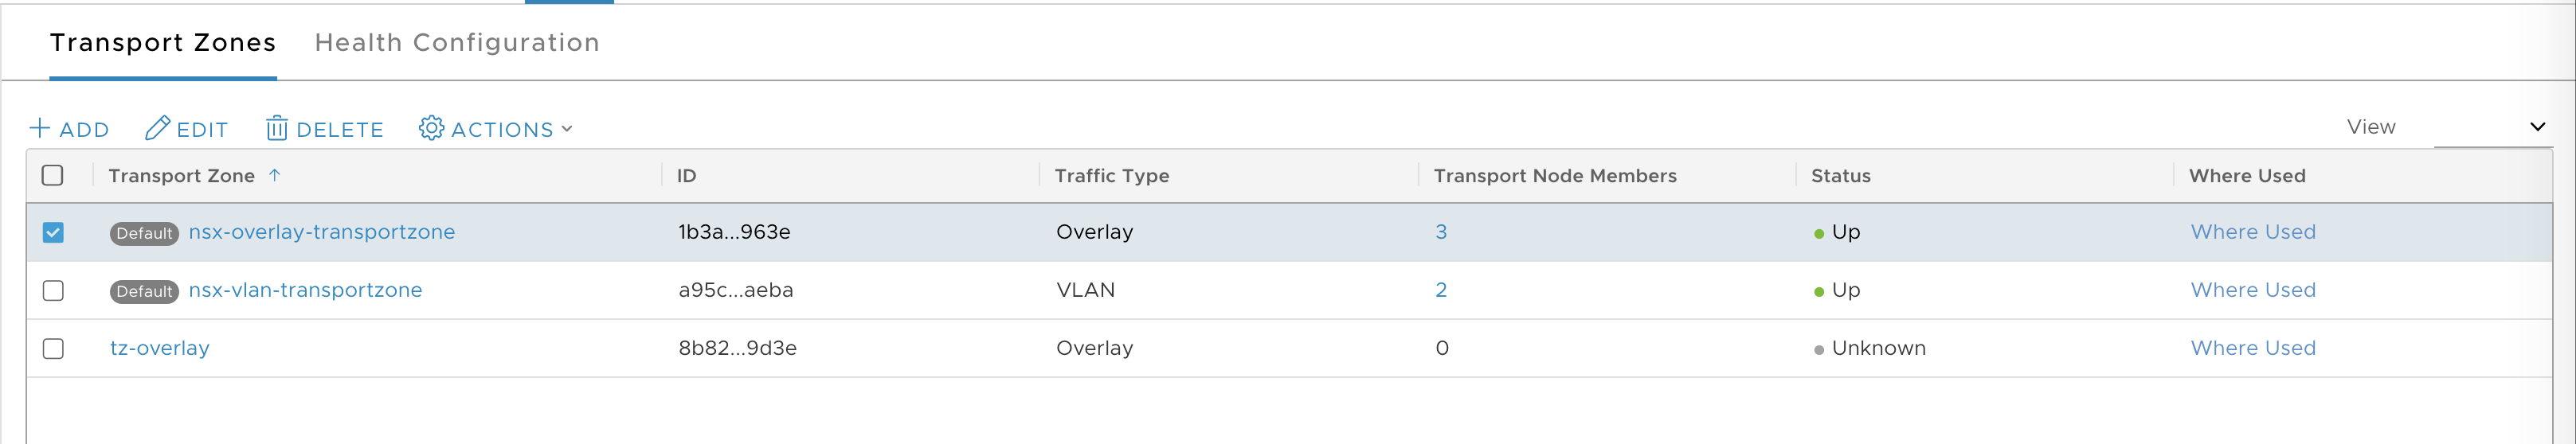 Transport Zones Health Configuration
ADD EDIT DELETE ACTIONS View
Transport Zone ID Traffic Type Transport Node Members Status Where Used
Default nsx-overlay-transportzone 1b3a...963e Overlay 3 Up Where Used
Default nsx-vlan-transportzone a95c...aeba VLAN 2 Up Where Used
tz-overlay 8b82...9d3e Overlay 0 Unknown Where Used